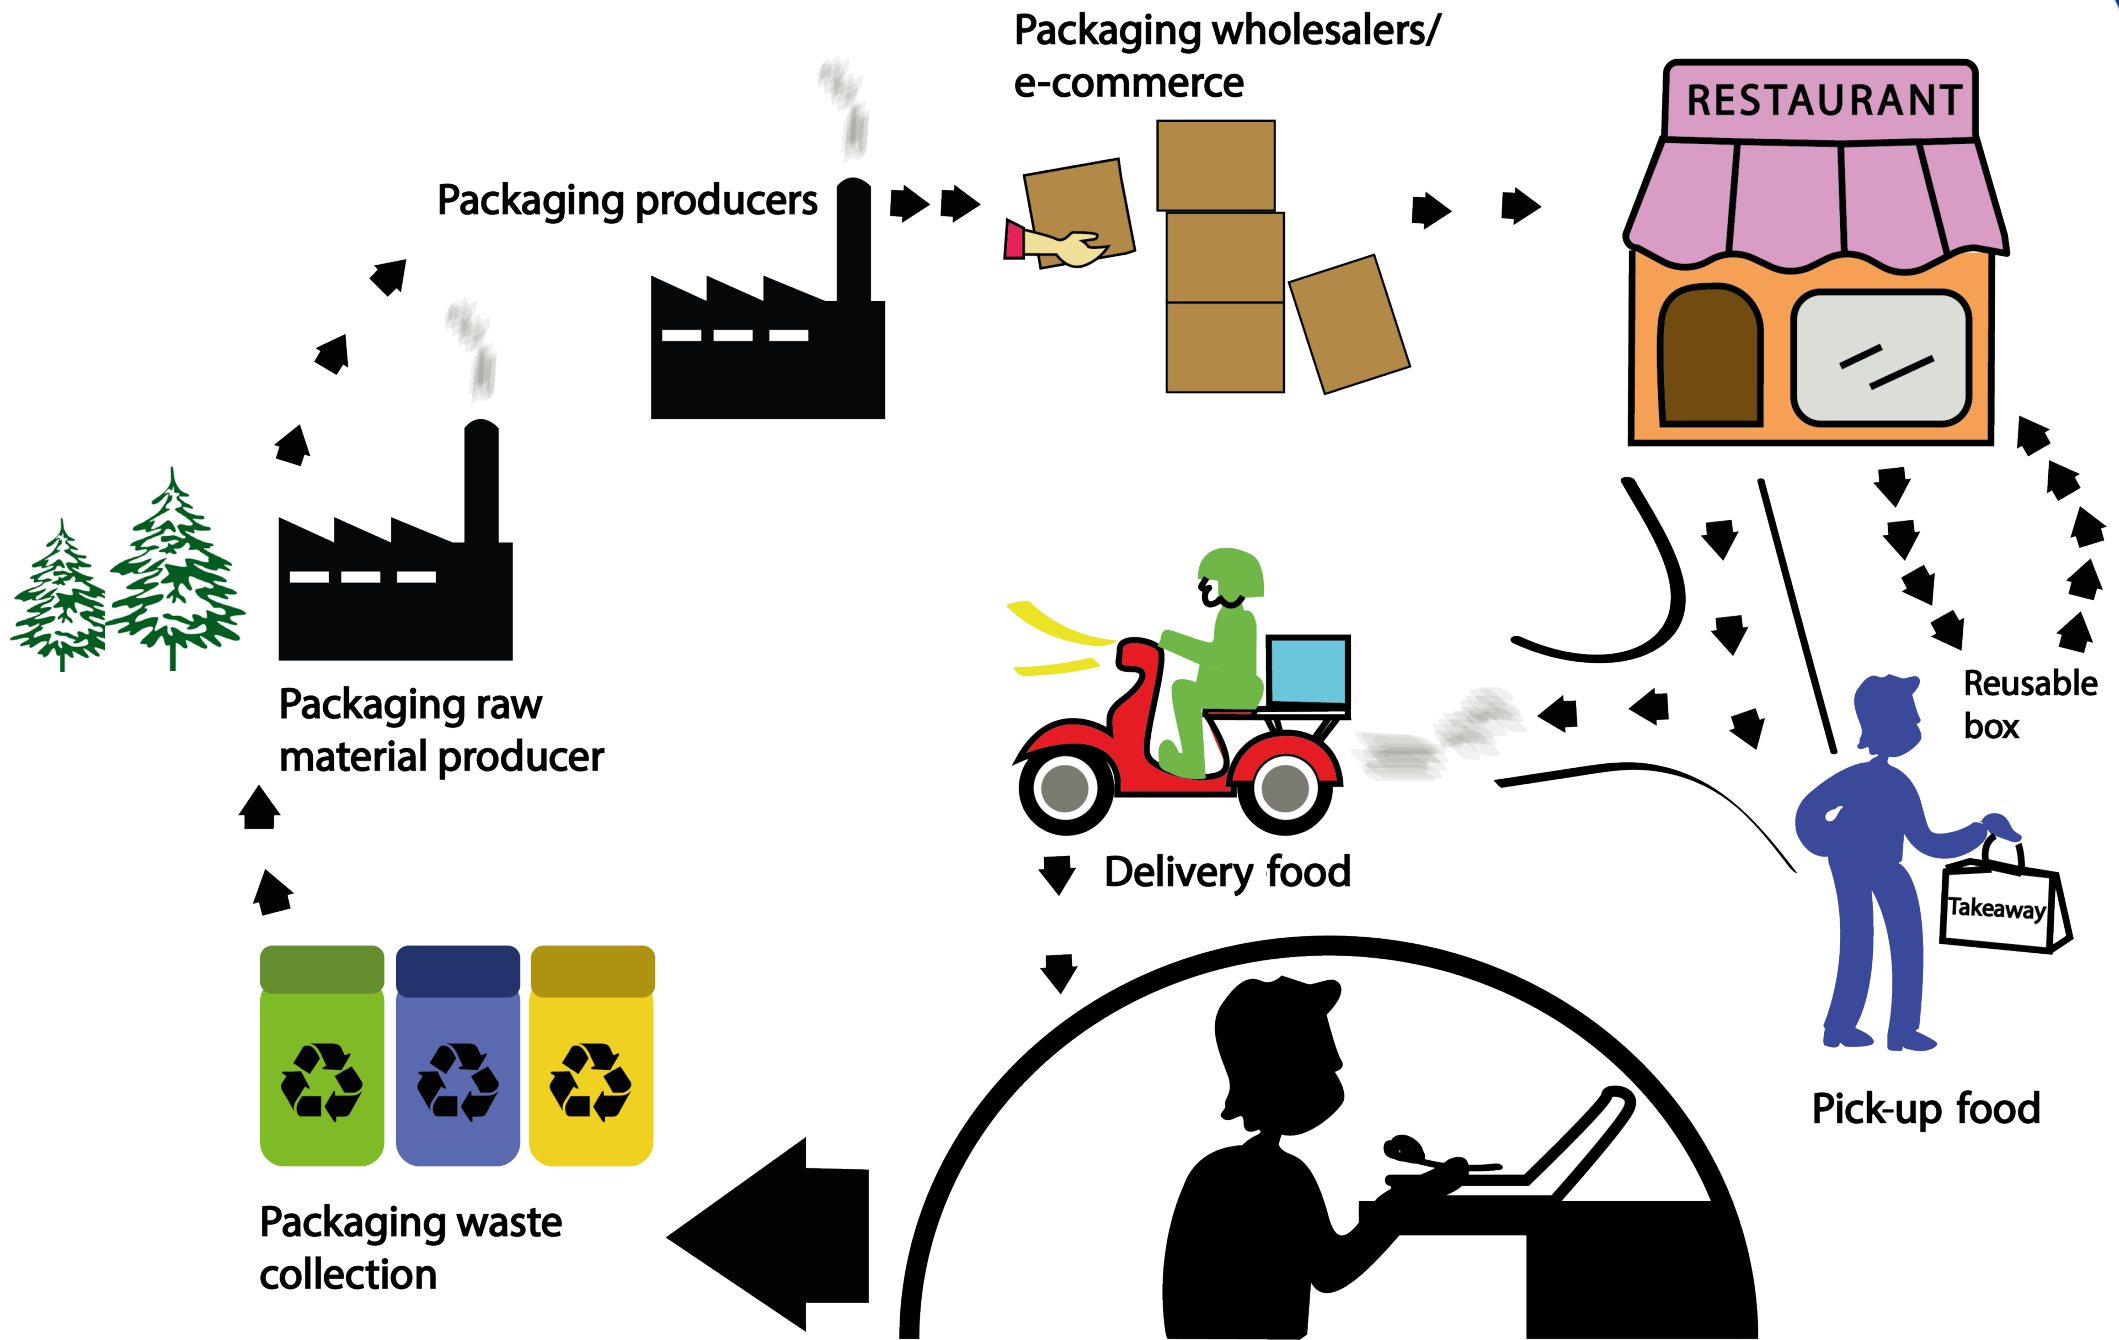 Packaging wholesalers/
e-commerce
RESTAURANT
Packaging producers
Packaging raw
material producer
Reusable
box
Delivery food
Takeaway
Pick-up food
Packaging waste
collection